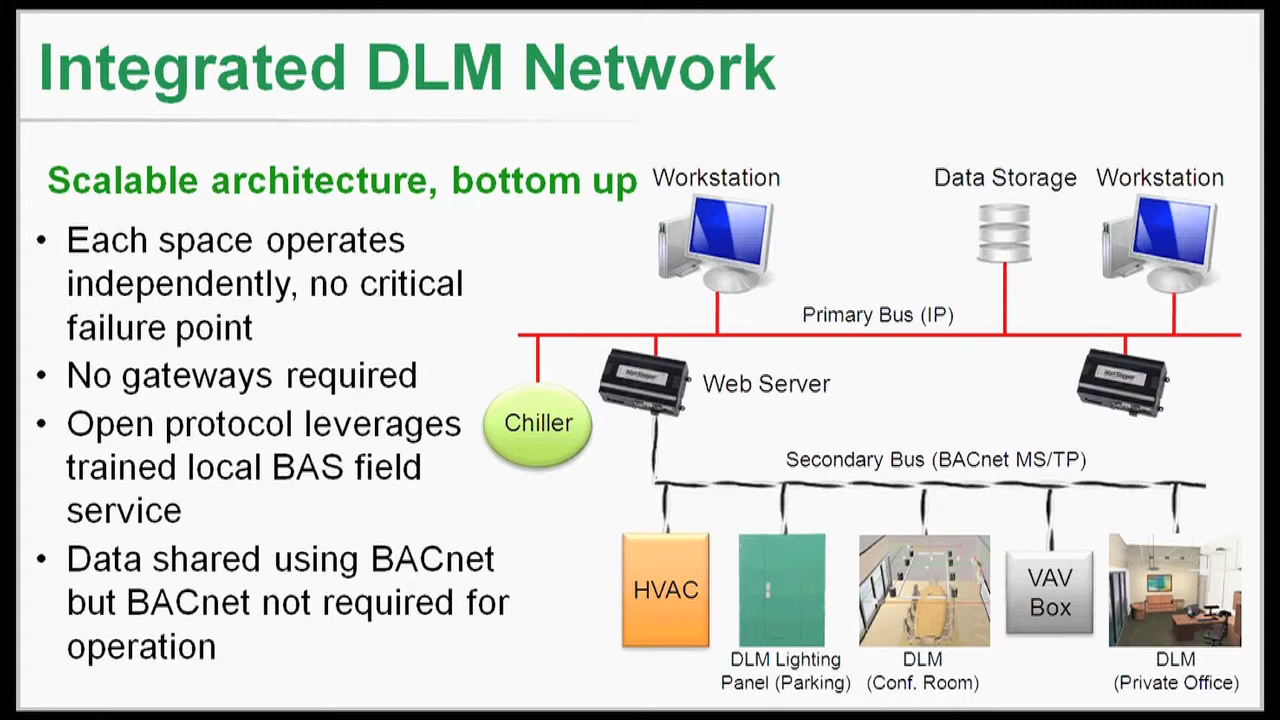 Integrated DLM Network
Scalable architecture, bottom up
• Each space operates
independently, no critical
failure point
• No gateways required
• Open protocol leverages
trained local BAS field
service
• Data shared using BACnet
but BACnet not required for
operation
Workstation
Data Storage
Workstation
Primary Bus (IP)
WattStopper
Web Server
WattStopper
Chiller
Secondary Bus (BACnet MS/TP)
HVAC
VAV
Box
DLM Lighting
Panel (Parking)
DLM
(Conf. Room)
DLM
(Private Office)